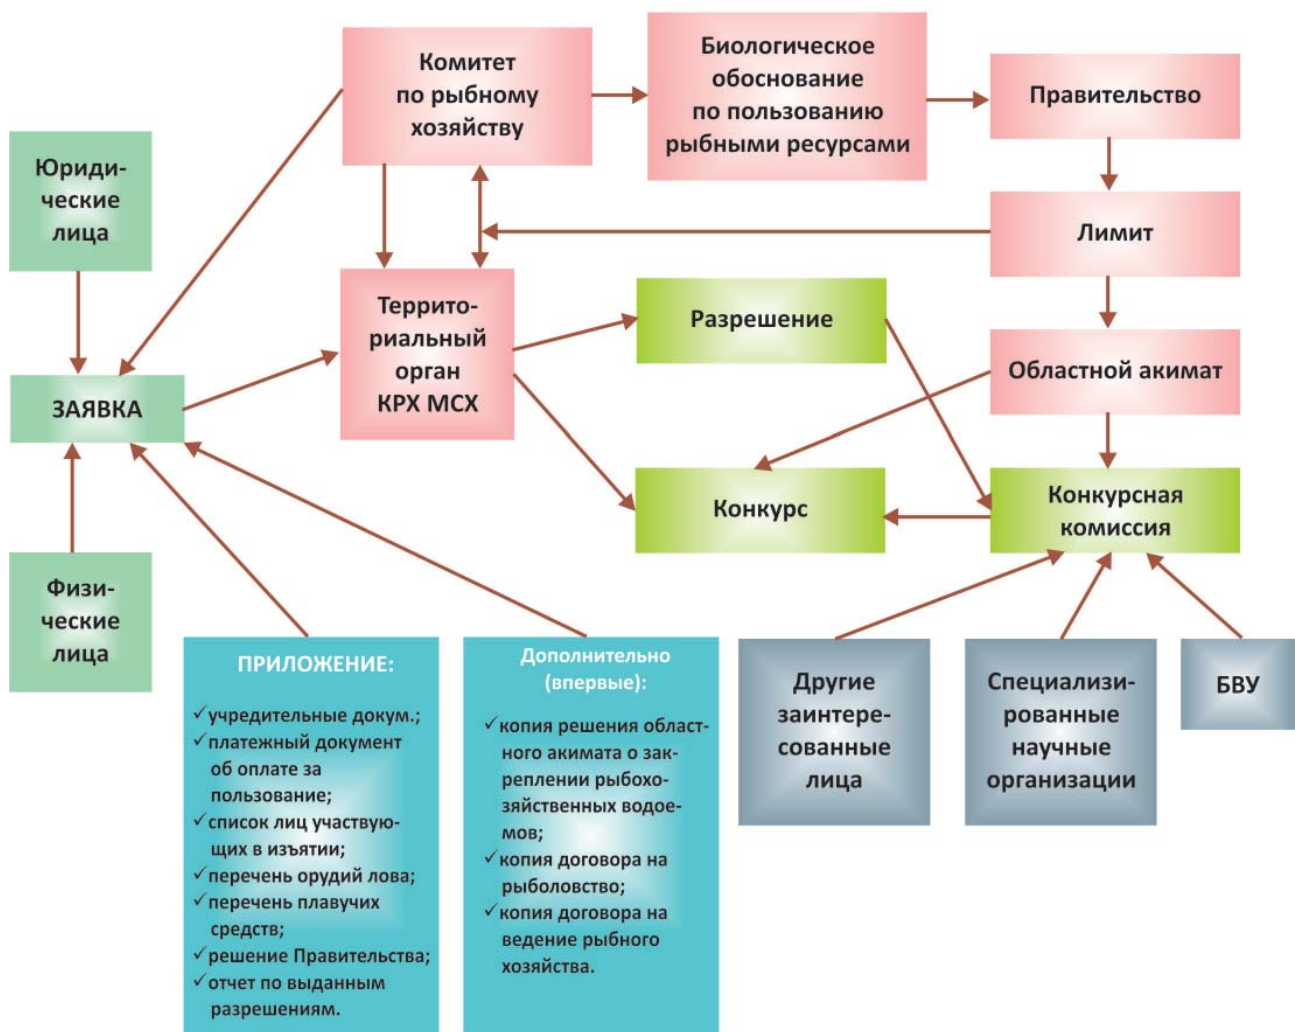 Комитет
по рыбному
хозяйству
Биологическое
обоснование
по пользованию
рыбными ресурсами
Правительство
Юриди-
ческие
лица
Лимит
Террито-
риальный
орган
КРХ МСХ
Разрешение
Областной акимат
ЗАЯВКА
Конкурс
Конкурсная
комиссия
Физи-
ческие
лица
ПРИЛОЖЕНИЕ:
✓учредительные докум.;
✓платежный документ
об оплате за
пользование;
✓список лиц участвую-
щих в изъятии;
✓перечень орудий лова;
✓перечень плавучих
средств;
✓решение Правительства;
✓отчет по выданным
разрешениям.
Дополнительно
(впервые):
✓копия решения област-
ного акимата о зак-
реплении рыбохо-
зяйственных водое-
мов;
✓копия договора на
рыболовство;
✓копия договора на
ведение рыбного
хозяйства.
Другие
заинтере-
сованные
лица
Специализи-
рованные
научные
организации
БВУ